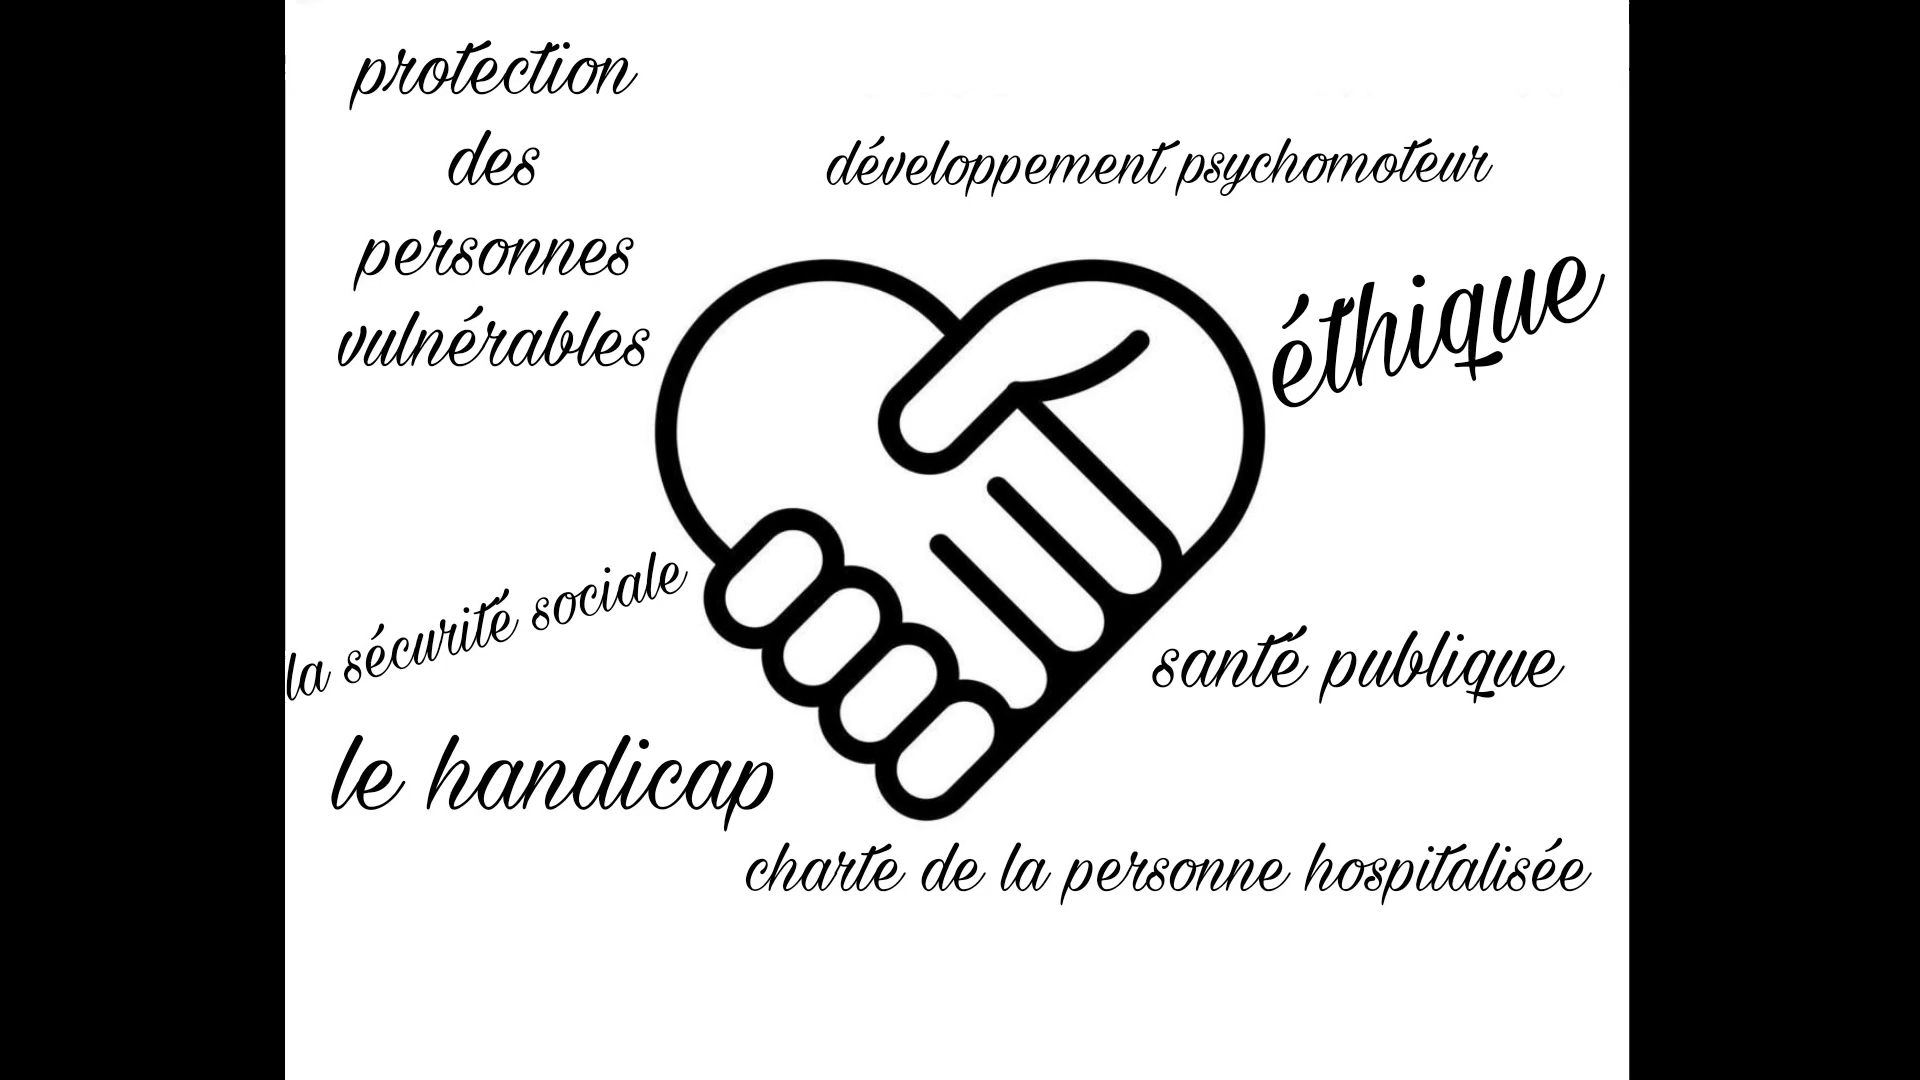 protection
des
personnes
vulnérables
développement psychomoteur
éthique
la sécurité sociale
santé publique
le handicap
charte de la personne hospitalisée